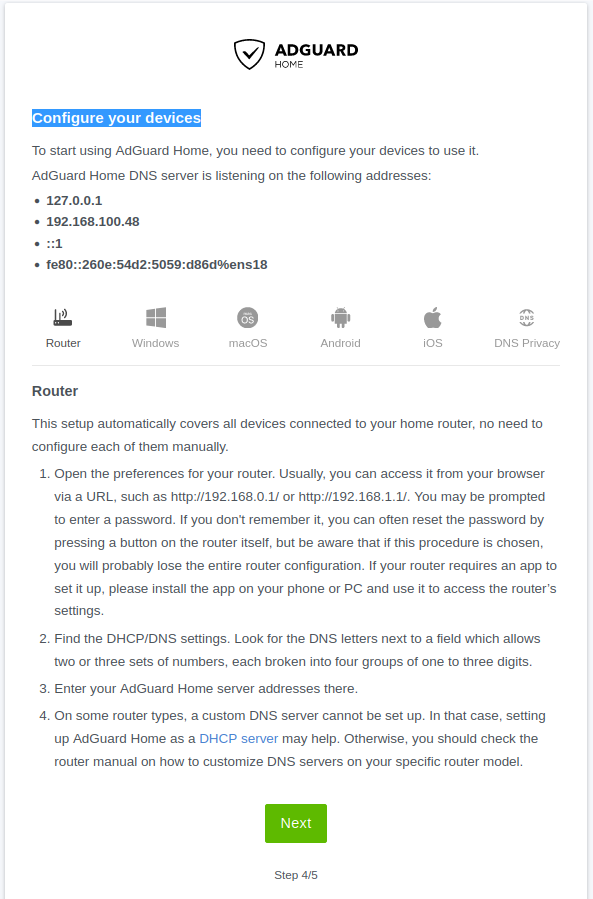 ADGUARD
HOME
Configure your devices
To start using AdGuard Home, you need to configure your devices to use it.
AdGuard Home DNS server is listening on the following addresses:
• 127.0.0.1
• 192.168.100.48
• ::1
• fe80::260e:54d2:5059:d86d%ens18
Router Windows macOS Android iOS DNS Privacy
Router
This setup automatically covers all devices connected to your home router, no need to
configure each of them manually.
1. Open the preferences for your router. Usually, you can access it from your browser
via a URL, such as http://192.168.0.1/ or http://192.168.1.1/. You may be prompted
to enter a password. If you don't remember it, you can often reset the password by
pressing a button on the router itself, but be aware that if this procedure is chosen,
you will probably lose the entire router configuration. If your router requires an app to
set it up, please install the app on your phone or PC and use it to access the router’s
settings.
2. Find the DHCP/DNS settings. Look for the DNS letters next to a field which allows
two or three sets of numbers, each broken into four groups of one to three digits.
3. Enter your AdGuard Home server addresses there.
4. On some router types, a custom DNS server cannot be set up. In that case, setting
up AdGuard Home as a DHCP server may help. Otherwise, you should check the
router manual on how to customize DNS servers on your specific router model.
Next
Step 4/5